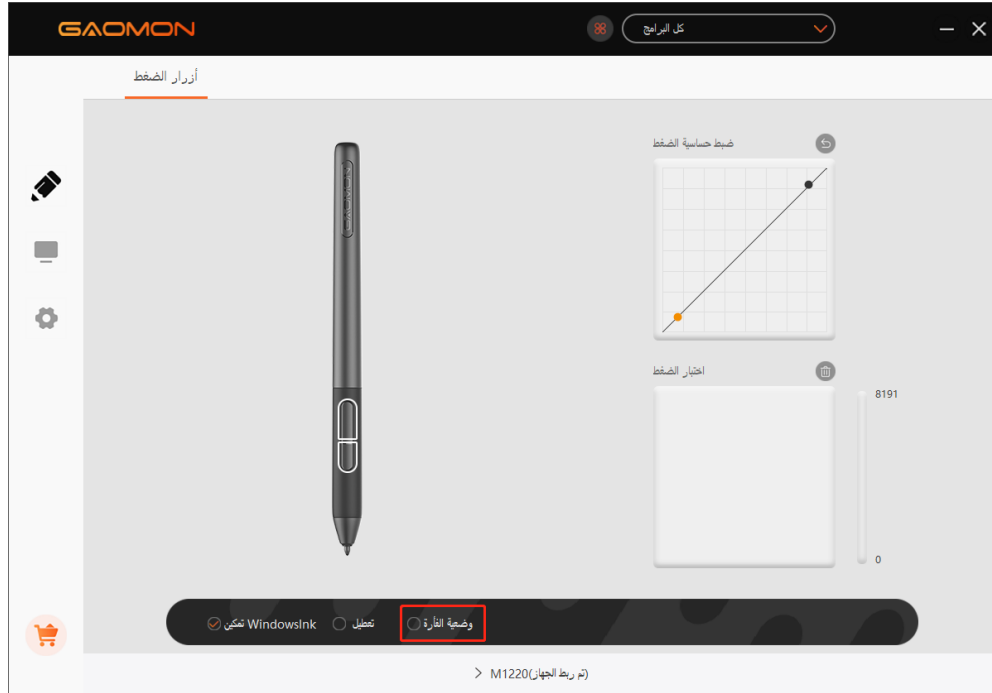 GAOMON
كل البرامج
أزرار الضغط
ضبط حساسية الضغط
GAOMON
اختبار الضغط
8191
0
وضعية الفأرة
تعطيل
تمكين WindowsInk
M1220(تم ربط الجهاز)